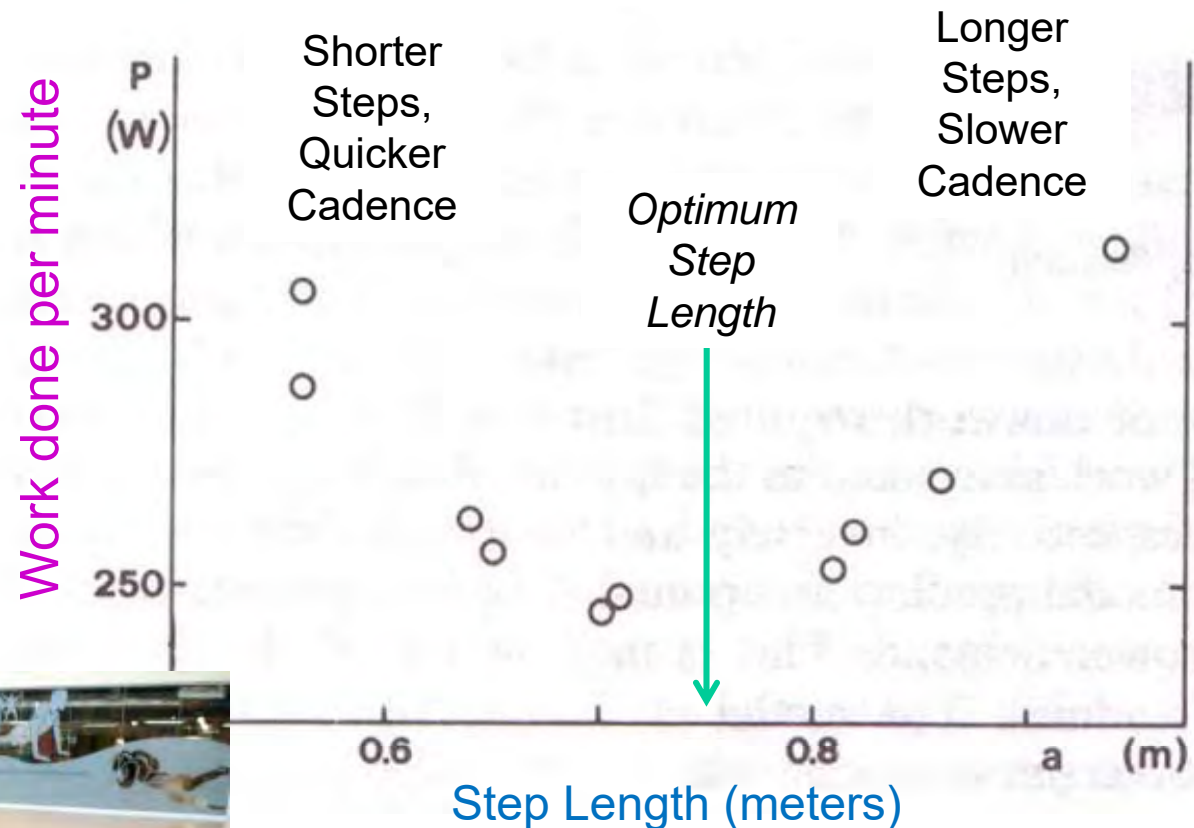 Work done per minute
P
(W)
300
250
Shorter
Steps,
Quicker
Cadence
Optimum
Step
Length
Longer
Steps,
Slower
Cadence
0.6
0.8
a (m)
Step Length (meters)